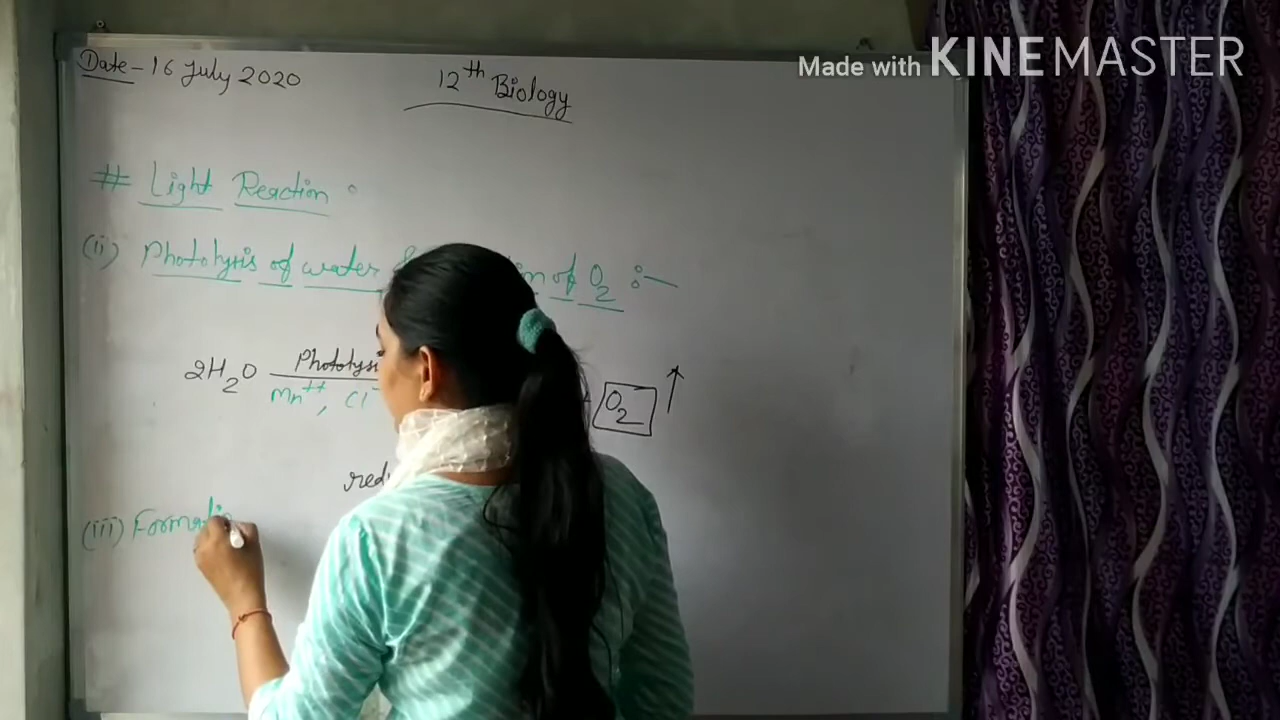 Made with KINEMASTER
Date - 16 July 2020
12th Biology
# Light Reaction :
(ii) Photolysis of water of O2 :-
2H2O Photolysi O2 ↑
Mn++, Cl-
red
(iii) Formati